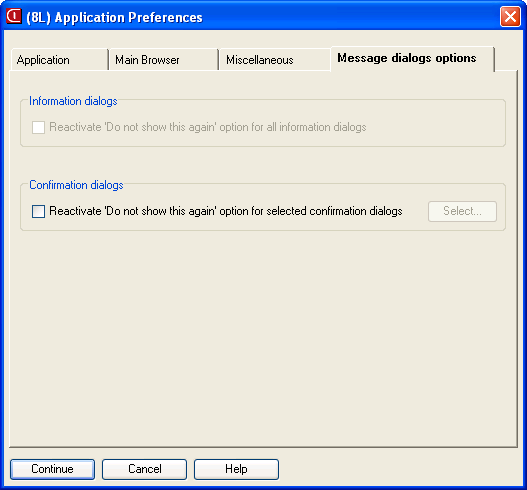 (8L) Application Preferences
Application Main Browser Miscellaneous Message dialogs options
Information dialogs
Reactivate 'Do not show this again' option for all information dialogs
Confirmation dialogs
Reactivate 'Do not show this again' option for selected confirmation dialogs Select...
Continue Cancel Help